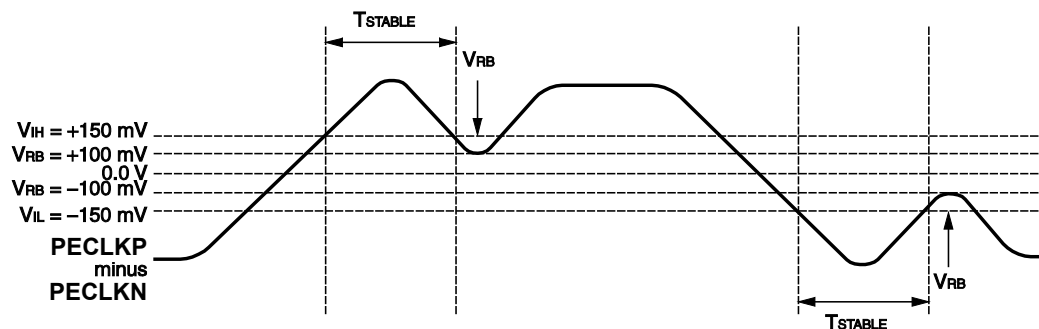 TSTABLE
VRB
VIH = +150 mV
VRB = +100 mV
0.0 V
VRB = –100 mV
VIL = –150 mV
PECLKP
minus
PECLKN
VRB
TSTABLE